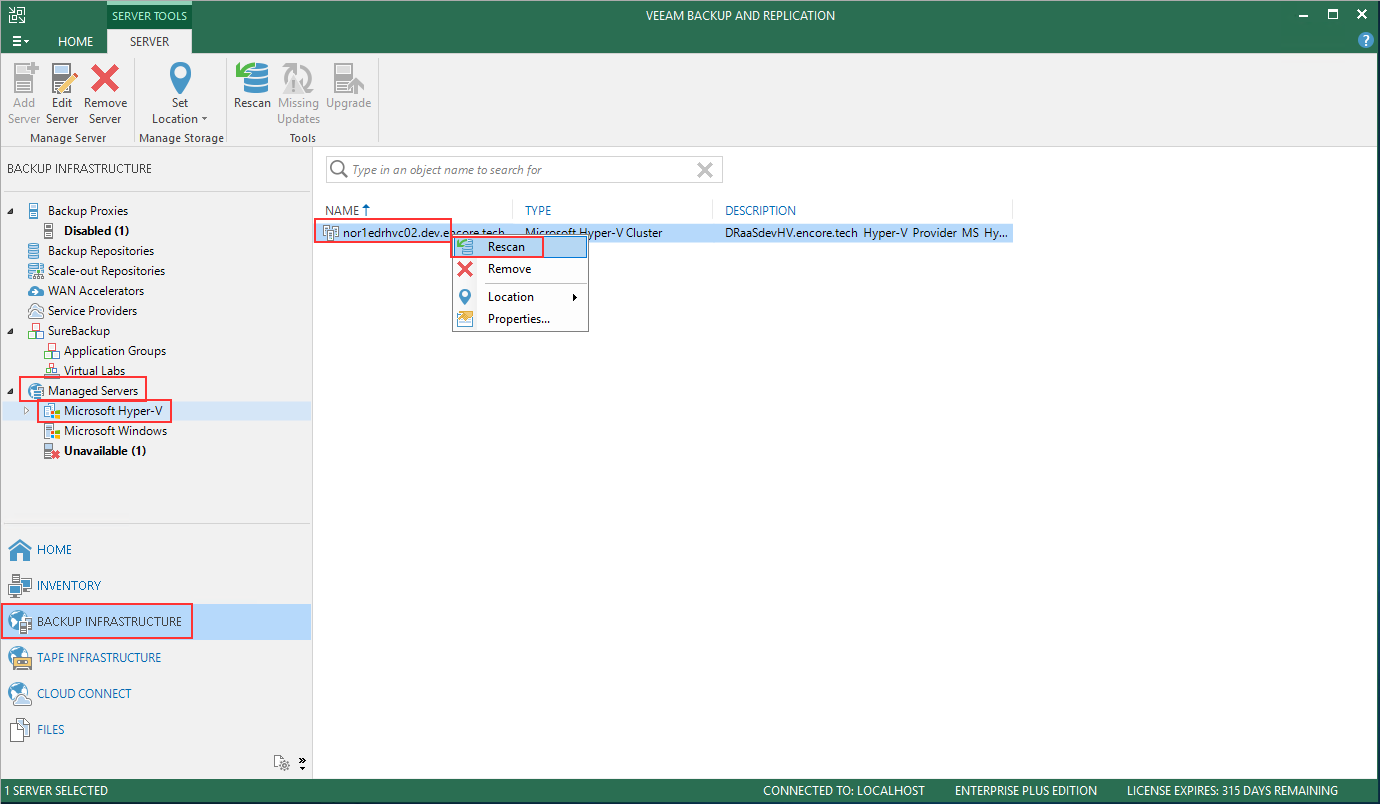 SERVER TOOLS
VEEAM BACKUP AND REPLICATION
HOME
SERVER
?
Add Server
Edit Server
Remove Server
Set Location
Rescan
Missing Updates
Upgrade
Manage Server
Manage Storage
Tools
BACKUP INFRASTRUCTURE
Type in an object name to search for
Backup Proxies
Disabled (1)
Backup Repositories
Scale-out Repositories
WAN Accelerators
Service Providers
SureBackup
Application Groups
Virtual Labs
Managed Servers
Microsoft Hyper-V
Microsoft Windows
Unavailable (1)
NAME TYPE DESCRIPTION
nor1edrhvc02.dev.encore.tech Microsoft Hyper-V Cluster DRaaSdevHV.encore.tech Hyper-V Provider MS Hy...
Rescan
Remove
Location
Properties...
HOME
INVENTORY
BACKUP INFRASTRUCTURE
TAPE INFRASTRUCTURE
CLOUD CONNECT
FILES
1 SERVER SELECTED
CONNECTED TO: LOCALHOST
ENTERPRISE PLUS EDITION
LICENSE EXPIRES: 315 DAYS REMAINING